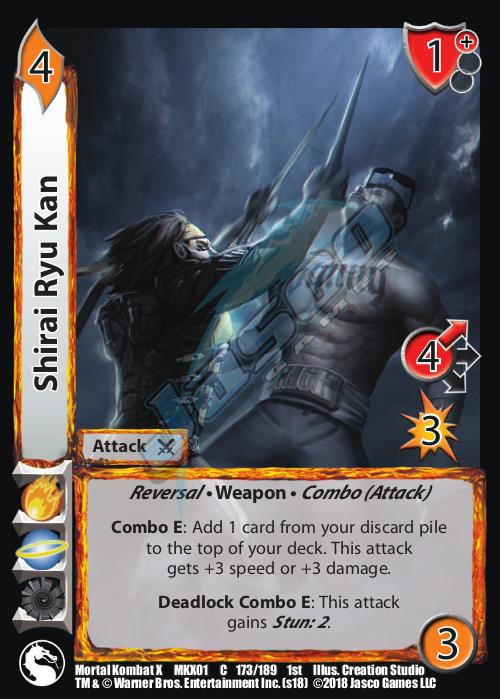 4
1 +
Shirai Ryu Kan
4
3
Attack
Reversal • Weapon • Combo (Attack)
Combo E: Add 1 card from your discard pile
to the top of your deck. This attack
gets +3 speed or +3 damage.
Deadlock Combo E: This attack
gains Stun: 2.
3
Mortal Kombat X MKX01 C 173/189 1st Illus. Creation Studio
TM & © Warner Bros. Entertainment Inc. (s18) ©2018 Jasco Games LLC
JASCO
GAMES
CAGE